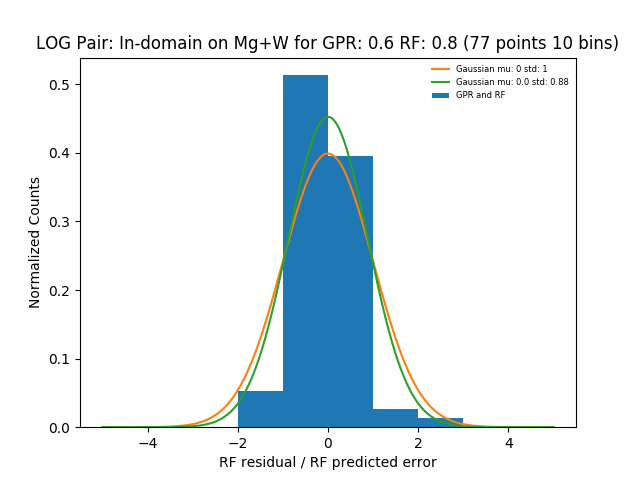 LOG Pair: In-domain on Mg+W for GPR: 0.6 RF: 0.8 (77 points 10 bins)
Gaussian mu: 0 std: 1
Gaussian mu: 0.0 std: 0.88
GPR and RF
Normalized Counts
0.5
0.4
0.3
0.2
0.1
0.0
−4
−2
0
2
4
RF residual / RF predicted error